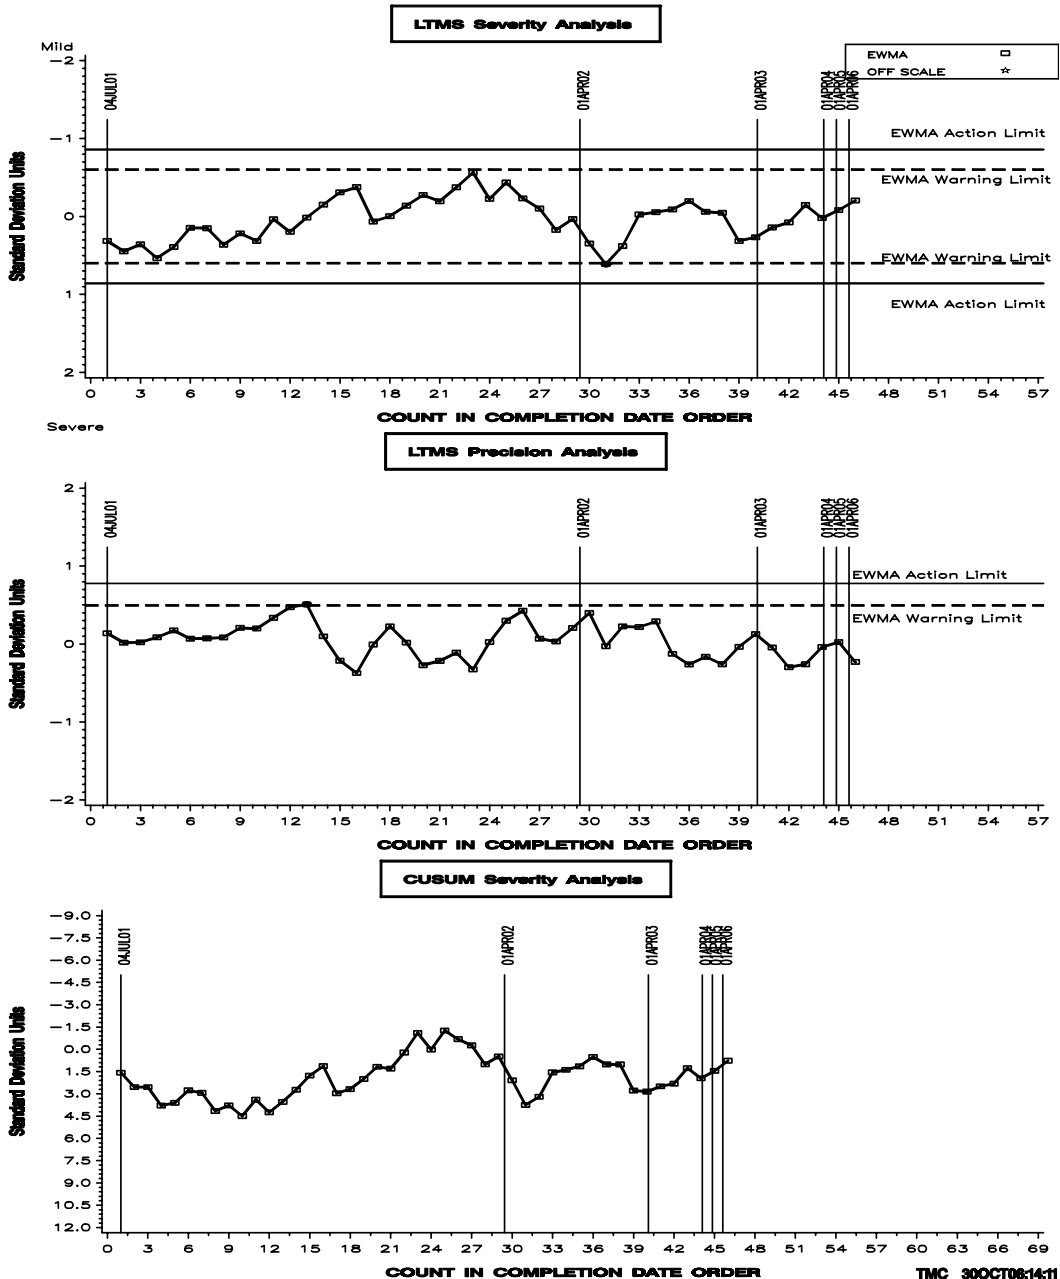 LTMS Severity Analysis
Mild
EWMA
OFF SCALE
−2
−1
0
1
2
Standard Deviation Units
04JUL01
01APR02
01APR03
01APR04
01APR05
01APR06
EWMA Action Limit
EWMA Warning Limit
EWMA Warning Limit
EWMA Action Limit
0 3 6 9 12 15 18 21 24 27 30 33 36 39 42 45 48 51 54 57
COUNT IN COMPLETION DATE ORDER
Severe
LTMS Precision Analysis
2
1
0
−1
−2
Standard Deviation Units
04JUL01
01APR02
01APR03
01APR04
01APR05
01APR06
EWMA Action Limit
EWMA Warning Limit
0 3 6 9 12 15 18 21 24 27 30 33 36 39 42 45 48 51 54 57
COUNT IN COMPLETION DATE ORDER
CUSUM Severity Analysis
−9.0
−7.5
−6.0
−4.5
−3.0
−1.5
0.0
1.5
3.0
4.5
6.0
7.5
9.0
10.5
12.0
Standard Deviation Units
04JUL01
01APR02
01APR03
01APR04
01APR05
01APR06
0 3 6 9 12 15 18 21 24 27 30 33 36 39 42 45 48 51 54 57 60 63 66 69
COUNT IN COMPLETION DATE ORDER
TMC 30OCT06:14:11